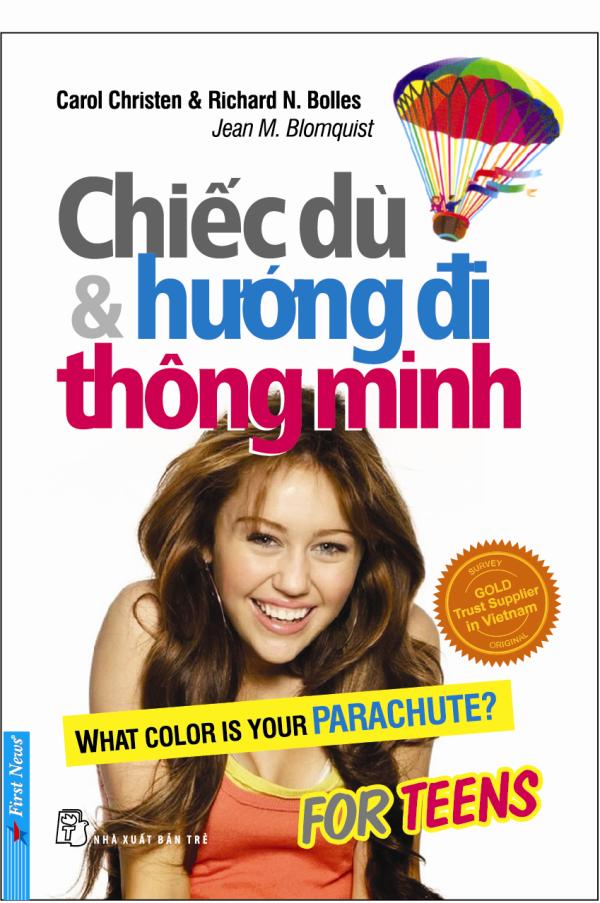 Carol Christen & Richard N. Bolles
Jean M. Blomquist
Chiếc dù
& hướng đi
thông minh
SURVEY
GOLD
Trust Supplier
in Vietnam
ORIGINAL
WHAT COLOR IS YOUR PARACHUTE?
FOR TEENS
First News®
NHÀ XUẤT BẢN TRẺ